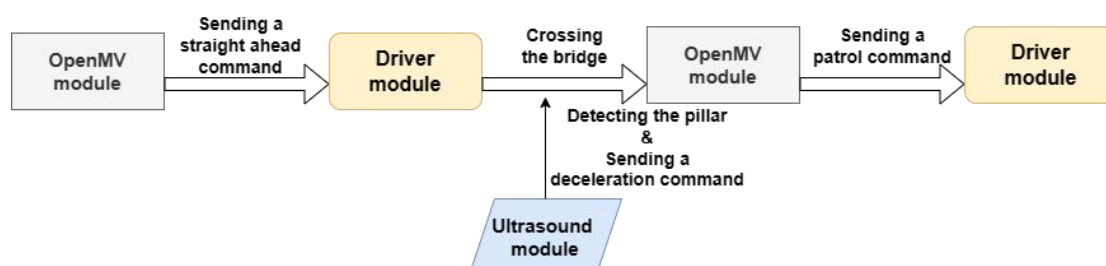 OpenMV
module
Sending a
straight ahead
command
Driver
module
Crossing
the bridge
OpenMV
module
Sending a
patrol command
Driver
module
Detecting the pillar
&
Sending a
deceleration command
Ultrasound
module